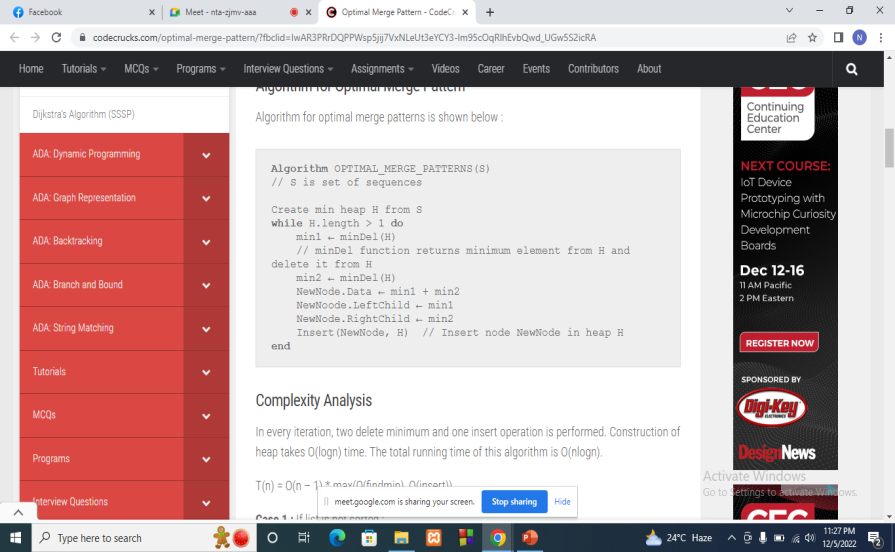 Facebook
Meet - nta-zjmv-aaa
Optimal Merge Pattern - CodeCr
codecrucks.com/optimal-merge-pattern/?fbclid=IwAR3PRrDQPPWsp5jij7VxNLeUt3eYCY3-Im95cOqRlhEvbQwd_UGw5S2icRA
N
Home Tutorials MCQs Programs Interview Questions Assignments Videos Career Events Contributors About
Dijkstra's Algorithm (SSSP)
ADA: Dynamic Programming
ADA: Graph Representation
ADA: Backtracking
ADA: Branch and Bound
ADA: String Matching
Tutorials
MCQs
Programs
Interview Questions
Algorithm for Optimal Merge Pattern
Algorithm for optimal merge patterns is shown below :
Algorithm OPTIMAL_MERGE_PATTERNS(S)
// S is set of sequences
Create min heap H from S
while H.length > 1 do
min1 ← minDel(H)
// minDel function returns minimum element from H and
delete it from H
min2 ← minDel(H)
NewNode.Data ← min1 + min2
NewNoode.LeftChild ← min1
NewNode.RightChild ← min2
Insert(NewNode, H) // Insert node NewNode in heap H
end
Complexity Analysis
In every iteration, two delete minimum and one insert operation is performed. Construction of
heap takes O(logn) time. The total running time of this algorithm is O(nlogn).
T(n) = O(n – 1) * max(O(findmin), O(insert))
Case 1 : If list is not sorted :
CEC
Continuing
Education
Center
NEXT COURSE:
IoT Device
Prototyping with
Microchip Curiosity
Development
Boards
Dec 12-16
11 AM Pacific
2 PM Eastern
REGISTER NOW
SPONSORED BY
Digi-Key
ELECTRONICS
DesignNews
CEC
Activate Windows
Go to Settings to activate Windows.
meet.google.com is sharing your screen.
Stop sharing
Hide
Type here to search
24°C Haze
11:27 PM
12/5/2022
2